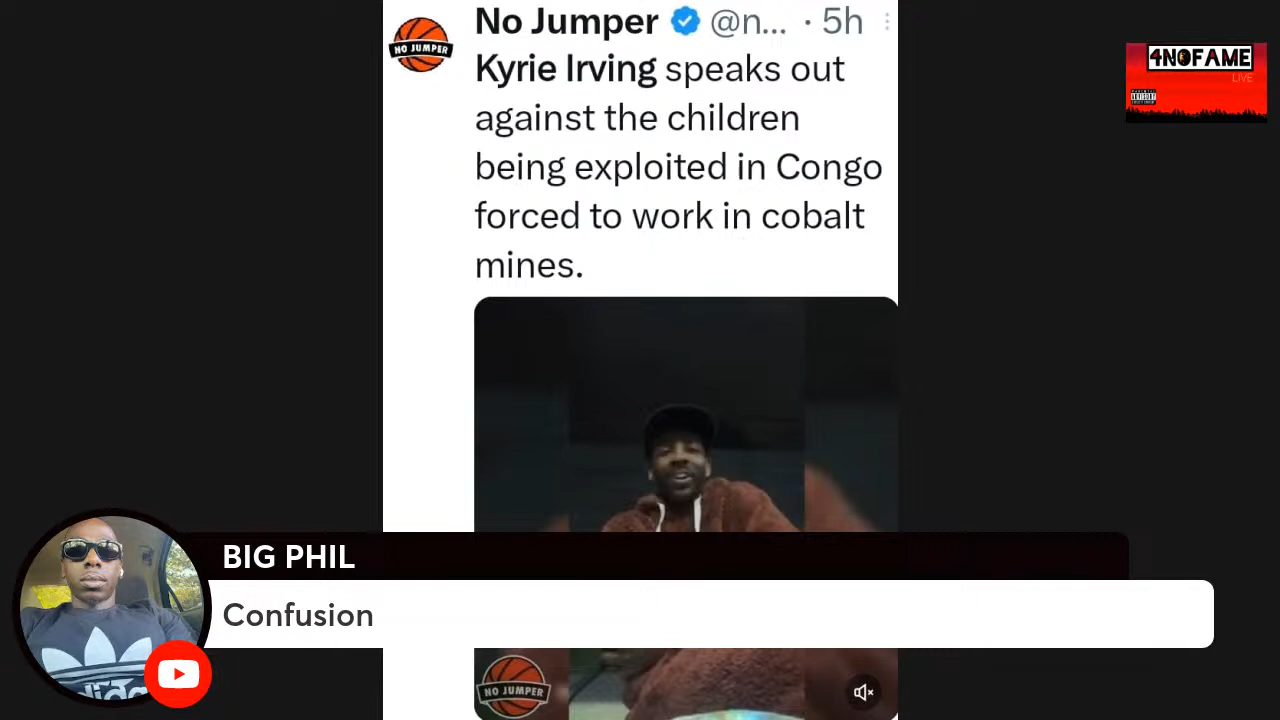 No Jumper @n... · 5h
Kyrie Irving speaks out
against the children
being exploited in Congo
forced to work in cobalt
mines.
NO JUMPER
4NOFAME
LIVE
BIG PHIL
Confusion
adidas
NO JUMPER